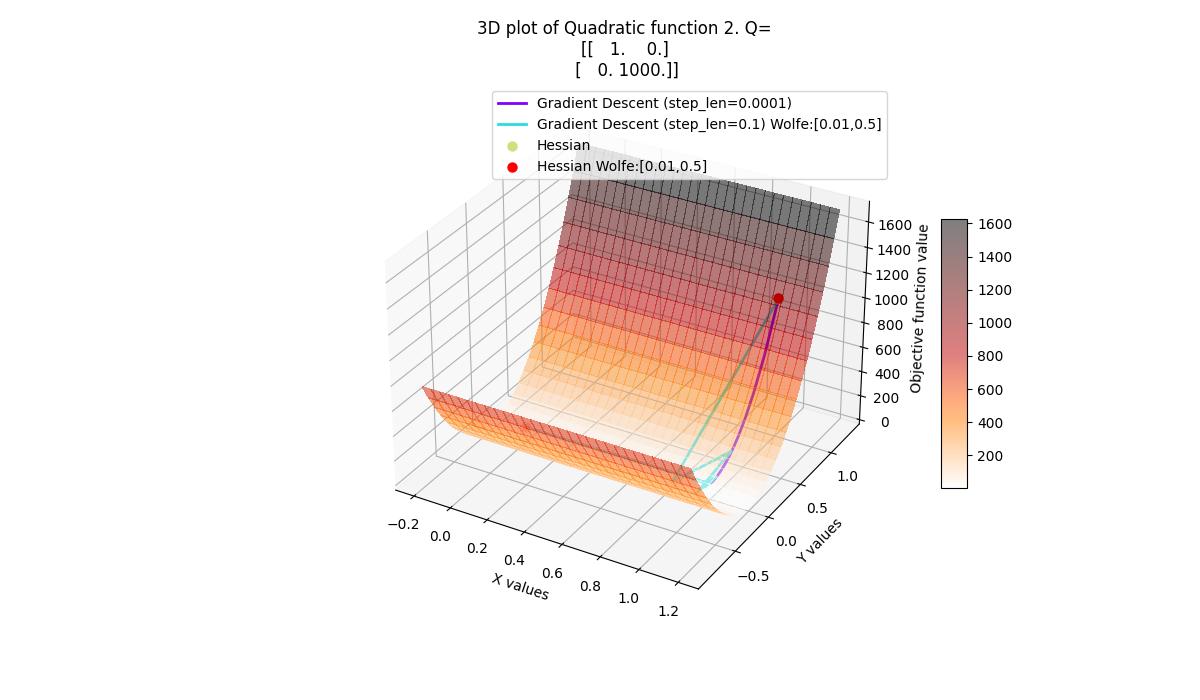 3D plot of Quadratic function 2. Q=
[[   1.    0.]
[   0. 1000.]]
Gradient Descent (step_len=0.0001)
Gradient Descent (step_len=0.1) Wolfe:[0.01,0.5]
Hessian
Hessian Wolfe:[0.01,0.5]
1600
1400
1200
1000
800
600
400
200
0
Objective function value
1600
1400
1200
1000
800
600
400
200
1.0
0.5
0.0
−0.5
Y values
−0.2
0.0
0.2
0.4
0.6
0.8
1.0
1.2
X values